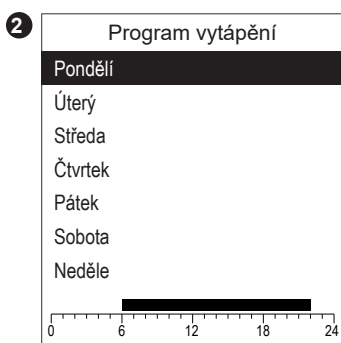 2
Program vytápění
Pondělí
Úterý
Středa
Čtvrtek
Pátek
Sobota
Neděle
0 6 12 18 24